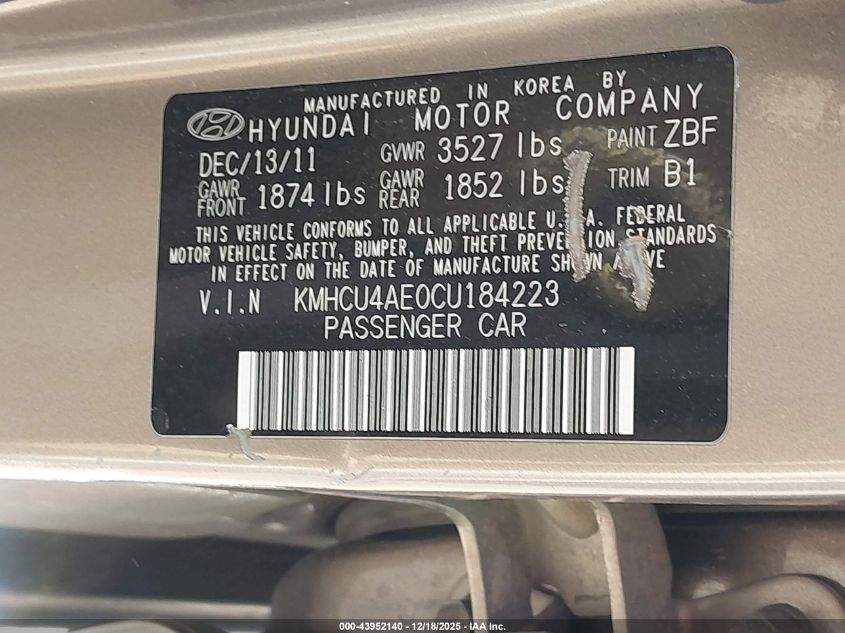 MANUFACTURED IN KOREA BY
HYUNDAI MOTOR COMPANY
DEC/13/11 GVWR 3527 lbs PAINT ZBF
GAWR FRONT 1874 lbs GAWR REAR 1852 lbs TRIM B1
THIS VEHICLE CONFORMS TO ALL APPLICABLE U.S.A. FEDERAL
MOTOR VEHICLE SAFETY, BUMPER, AND THEFT PREVENTION STANDARDS
IN EFFECT ON THE DATE OF MANUFACTURE SHOWN ABOVE
V.I.N KMHCU4AE0CU184223
PASSENGER CAR
000-43952140 - 12/18/2025 - IAA Inc.